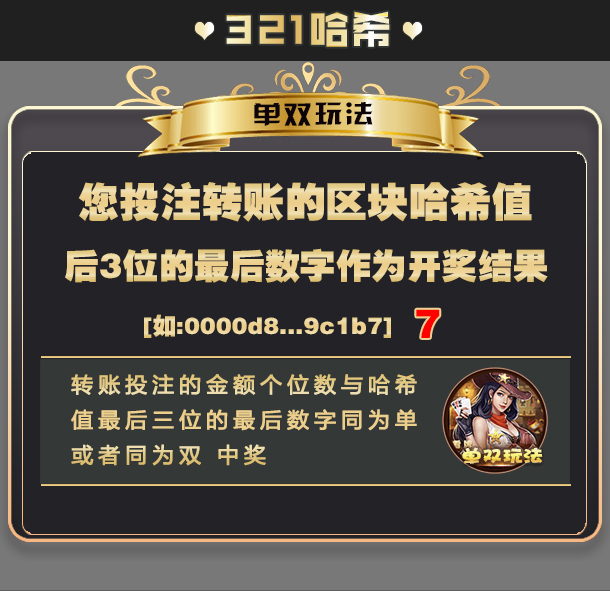 321哈希
单双玩法
您投注转账的区块哈希值
后3位的最后数字作为开奖结果
[如:0000d8...9c1b7] 7
转账投注的金额个位数与哈希
值最后三位的最后数字同为单
或者同为双 中奖
单双玩法